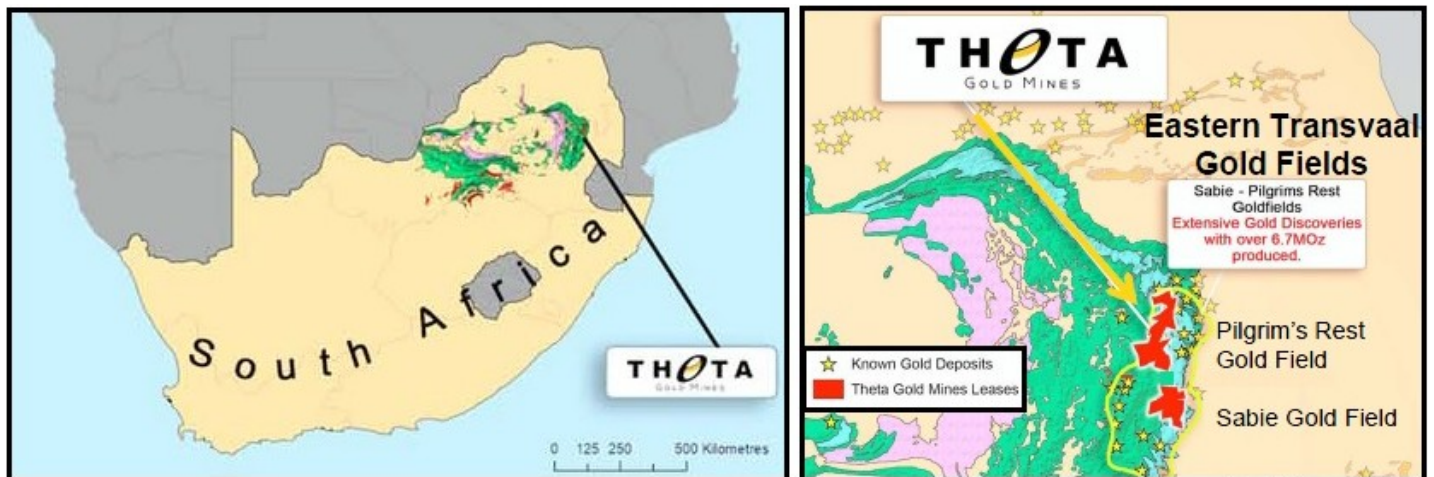 South Africa
THETA
GOLD MINES
0 125 250 500 Kilometres
THETA
GOLD MINES
Eastern Transvaal
Gold Fields
Sabie - Pilgrims Rest
Goldfields
Extensive Gold Discoveries
with over 6.7MOz
produced.
Pilgrim's Rest
Gold Field
Known Gold Deposits
Theta Gold Mines Leases
Sabie Gold Field